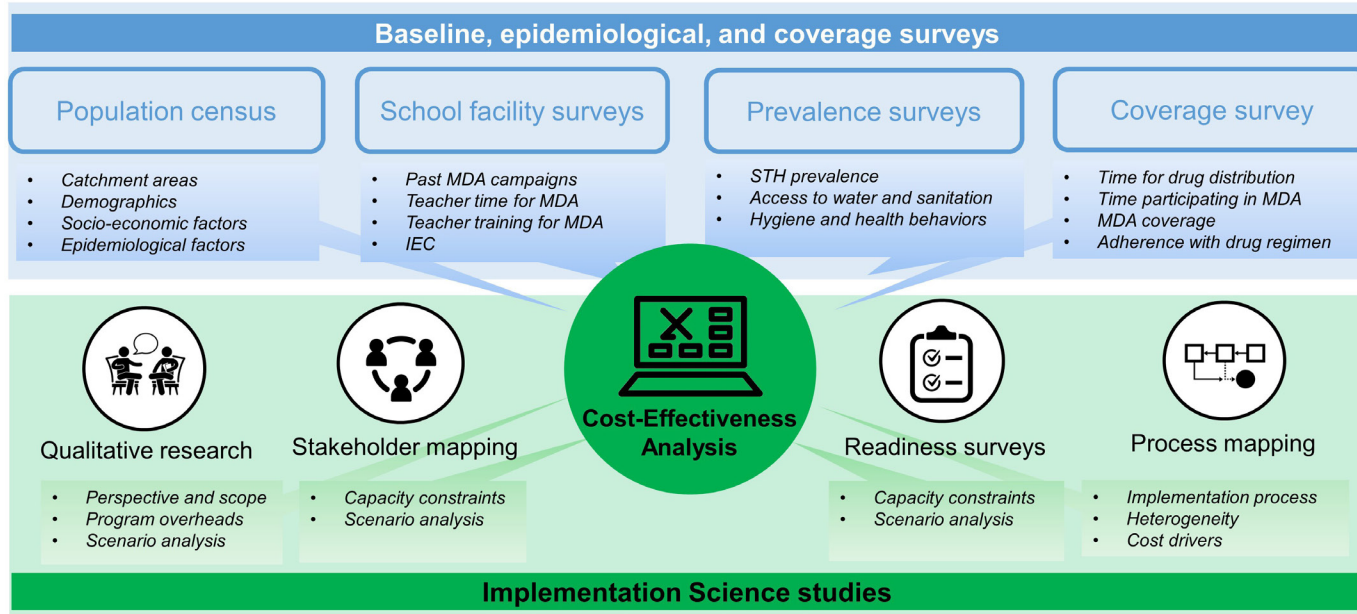 Baseline, epidemiological, and coverage surveys
Population census
School facility surveys
Prevalence surveys
Coverage survey
• Catchment areas
• Demographics
• Socio-economic factors
• Epidemiological factors
• Past MDA campaigns
• Teacher time for MDA
• Teacher training for MDA
• IEC
• STH prevalence
• Access to water and sanitation
• Hygiene and health behaviors
• Time for drug distribution
• Time participating in MDA
• MDA coverage
• Adherence with drug regimen
Cost-Effectiveness
Analysis
Qualitative research
Stakeholder mapping
Readiness surveys
Process mapping
• Perspective and scope
• Program overheads
• Scenario analysis
• Capacity constraints
• Scenario analysis
• Capacity constraints
• Scenario analysis
• Implementation process
• Heterogeneity
• Cost drivers
Implementation Science studies